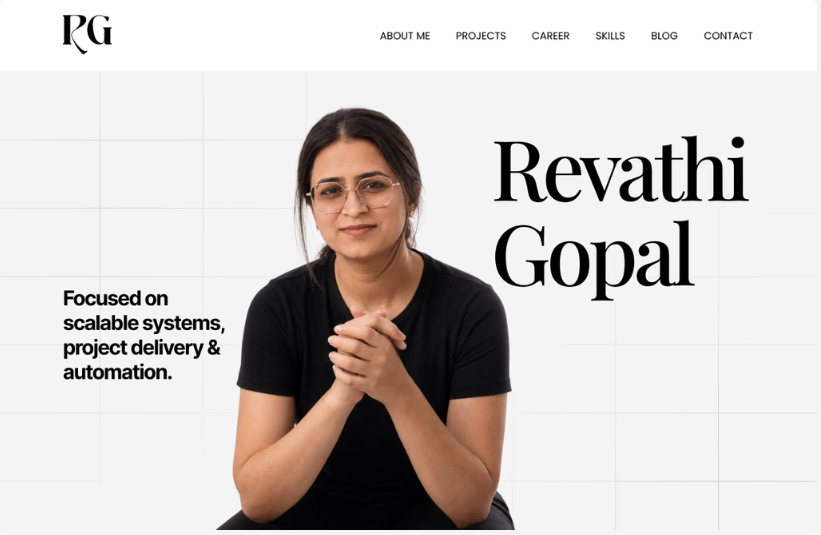 RG
ABOUT ME PROJECTS CAREER SKILLS BLOG CONTACT
Revathi
Gopal
Focused on
scalable systems,
project delivery &
automation.